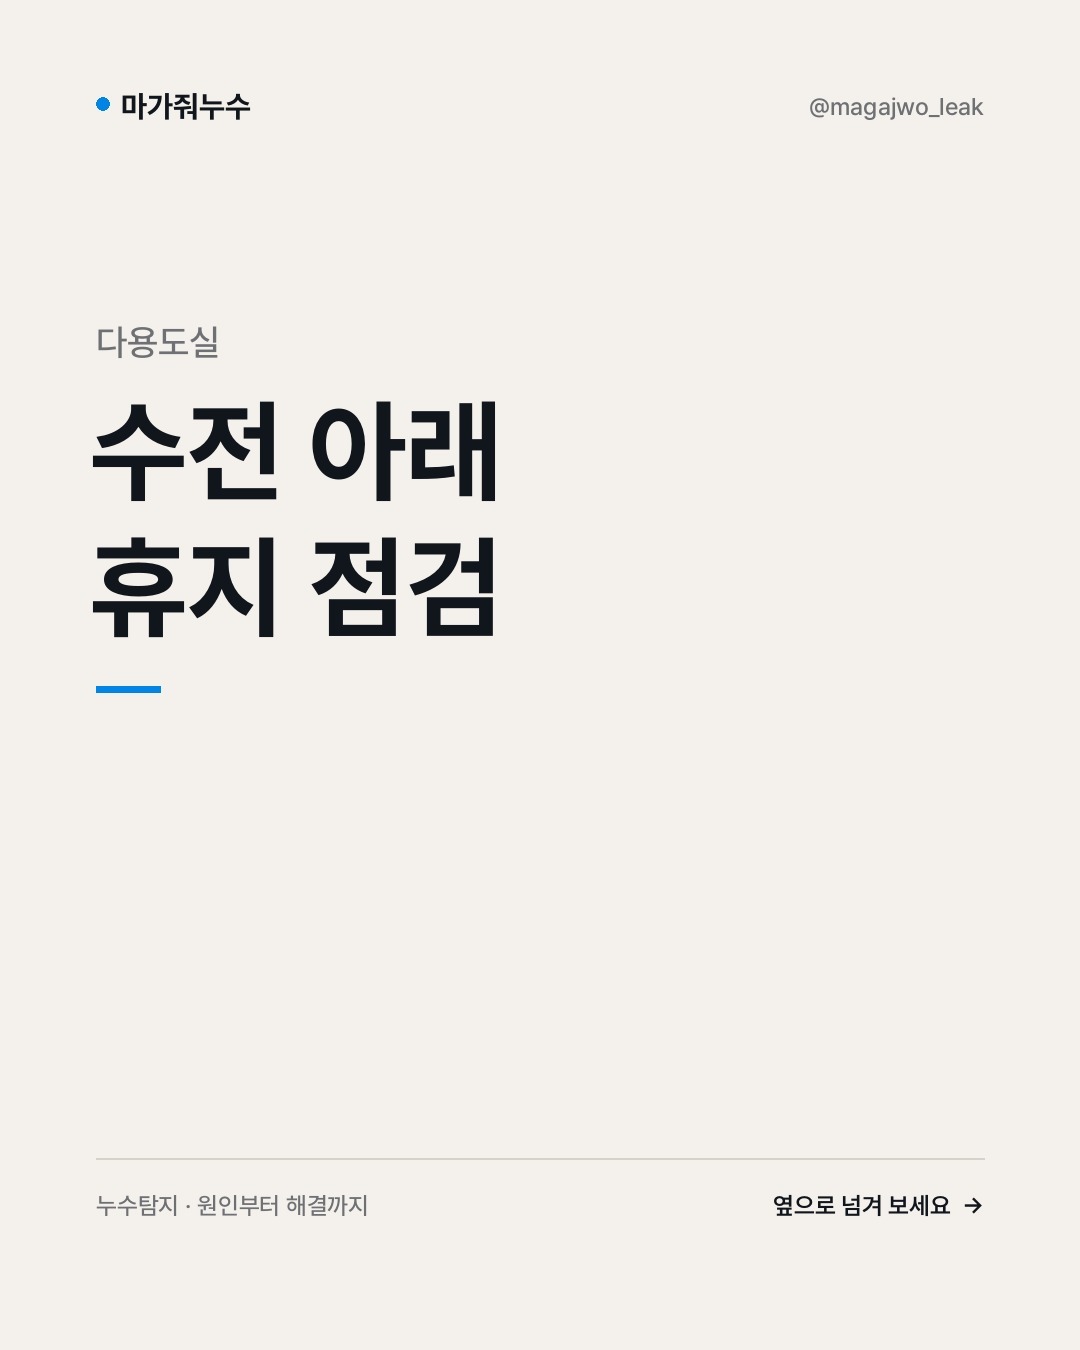 마가줘누수
@magajwo_leak
다용도실
수전 아래
휴지 점검
누수탐지 · 원인부터 해결까지
옆으로 넘겨 보세요 →